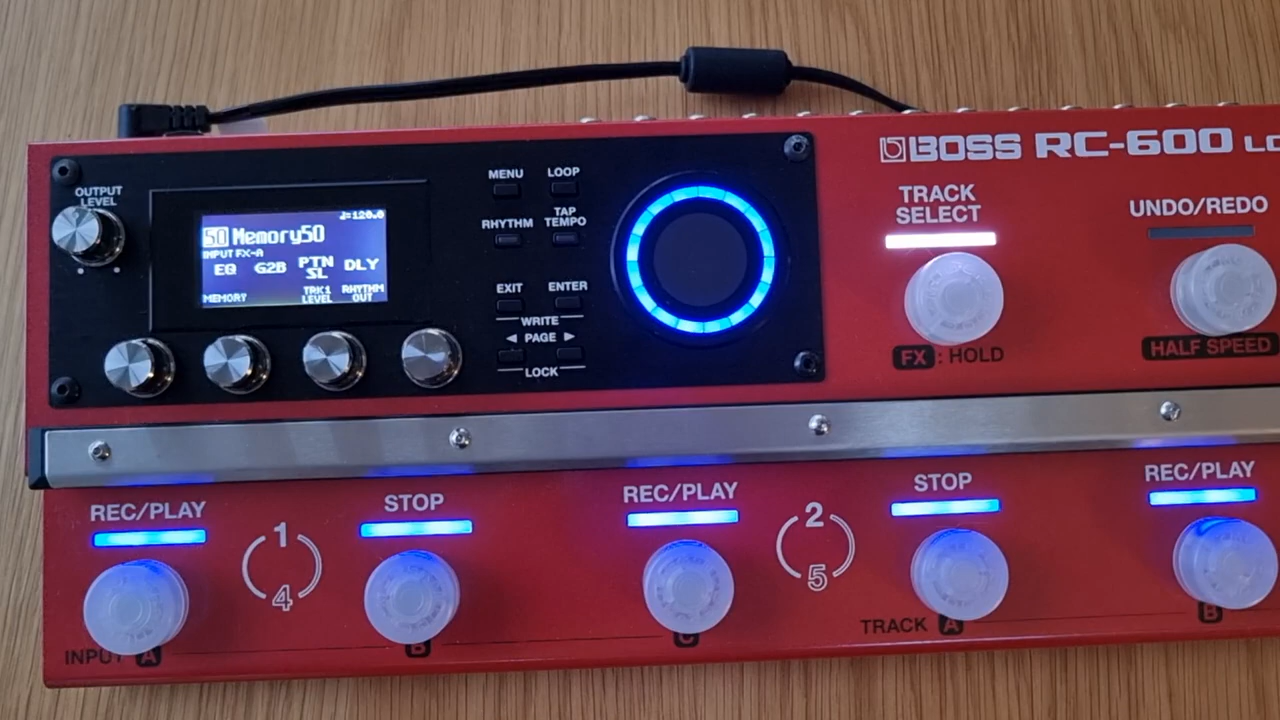 OUTPUT
LEVEL
♩=120.0
50 Memory50
INPUT FX-A
EQ G2B PTN SL DLY
MEMORY TRK1 LEVEL RHYTHM OUT
MENU LOOP
RHYTHM TAP TEMPO
EXIT ENTER
WRITE
◀ PAGE ▶
LOCK
BOSS RC-600 LO
TRACK
SELECT
FX : HOLD
UNDO/REDO
HALF SPEED
REC/PLAY
1
4
STOP
REC/PLAY
2
5
STOP
REC/PLAY
INPUT A
B
C
TRACK A
B